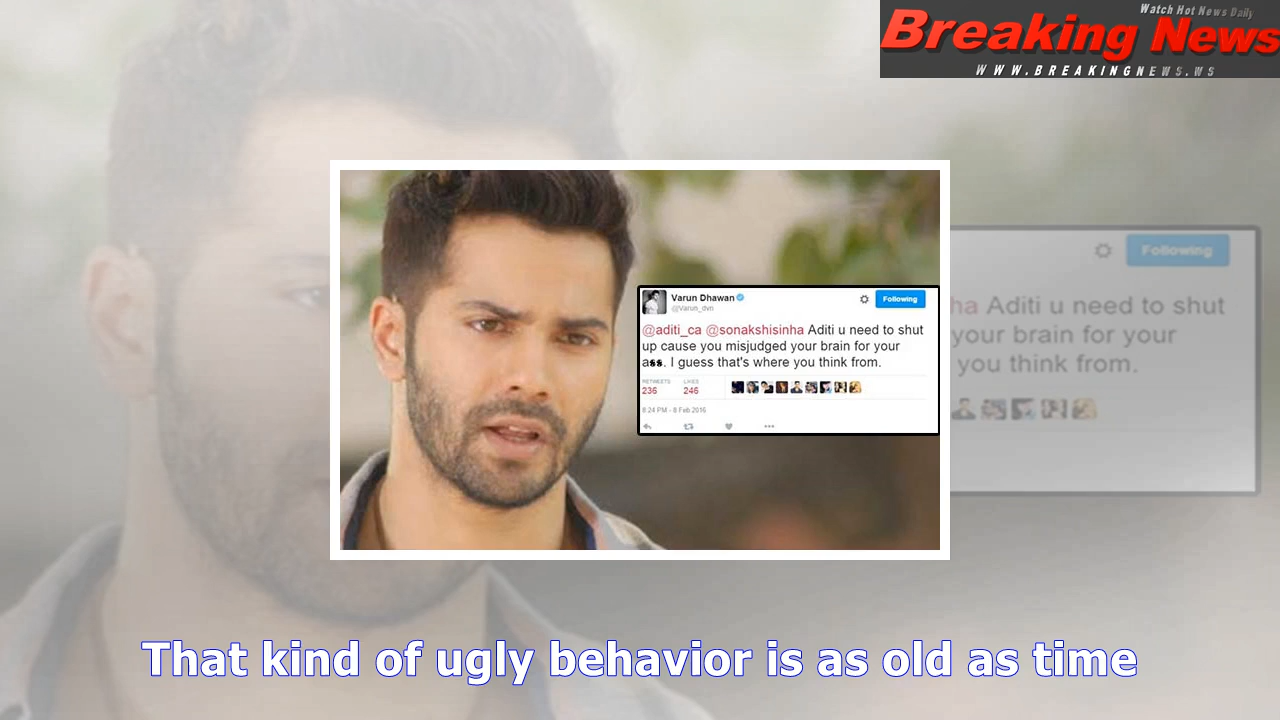 Watch Hot News Daily
Breaking News
WWW.BREAKINGNEWS.WS
Varun Dhawan
@Varun_dvn
Following
@aditi_ca @sonakshisinha Aditi u need to shut
up cause you misjudged your brain for your
a**. I guess that's where you think from.
RETWEETS LIKES
236 246
8:24 PM - 8 Feb 2016
Following
ha Aditi u need to shut
your brain for your
you think from.
That kind of ugly behavior is as old as time